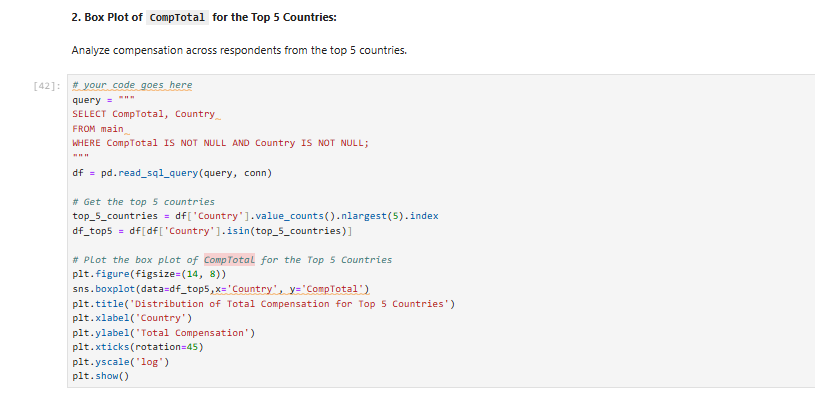 2. Box Plot of CompTotal for the Top 5 Countries:
Analyze compensation across respondents from the top 5 countries.
[42]: # your code goes here
query = """
SELECT CompTotal, Country
FROM main
WHERE CompTotal IS NOT NULL AND Country IS NOT NULL;
"""
df = pd.read_sql_query(query, conn)
# Get the top 5 countries
top_5_countries = df['Country'].value_counts().nlargest(5).index
df_top5 = df[df['Country'].isin(top_5_countries)]
# Plot the box plot of CompTotal for the Top 5 Countries
plt.figure(figsize=(14, 8))
sns.boxplot(data=df_top5,x='Country', y='CompTotal')
plt.title('Distribution of Total Compensation for Top 5 Countries')
plt.xlabel('Country')
plt.ylabel('Total Compensation')
plt.xticks(rotation=45)
plt.yscale('log')
plt.show()